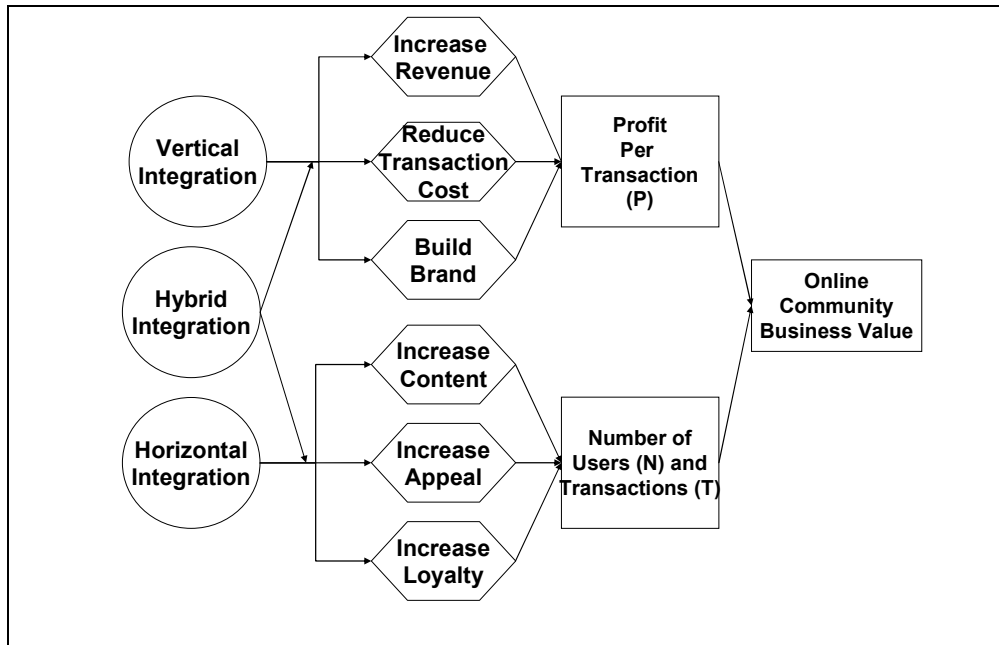 Vertical
Integration
Hybrid
Integration
Horizontal
Integration
Increase
Revenue
Reduce
Transaction
Cost
Build
Brand
Increase
Content
Increase
Appeal
Increase
Loyalty
Profit
Per
Transaction
(P)
Number of
Users (N) and
Transactions (T)
Online
Community
Business Value